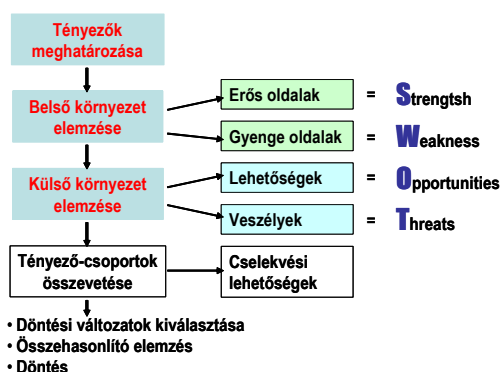 Tényezők
meghatározása
Belső környezet
elemzése
Erős oldalak = Strengtsh
Gyenge oldalak = Weakness
Külső környezet
elemzése
Lehetőségek = Opportunities
Veszélyek = Threats
Tényező-csoportok
összevetése
Cselekvési
lehetőségek
• Döntési változatok kiválasztása
• Összehasonlító elemzés
• Döntés